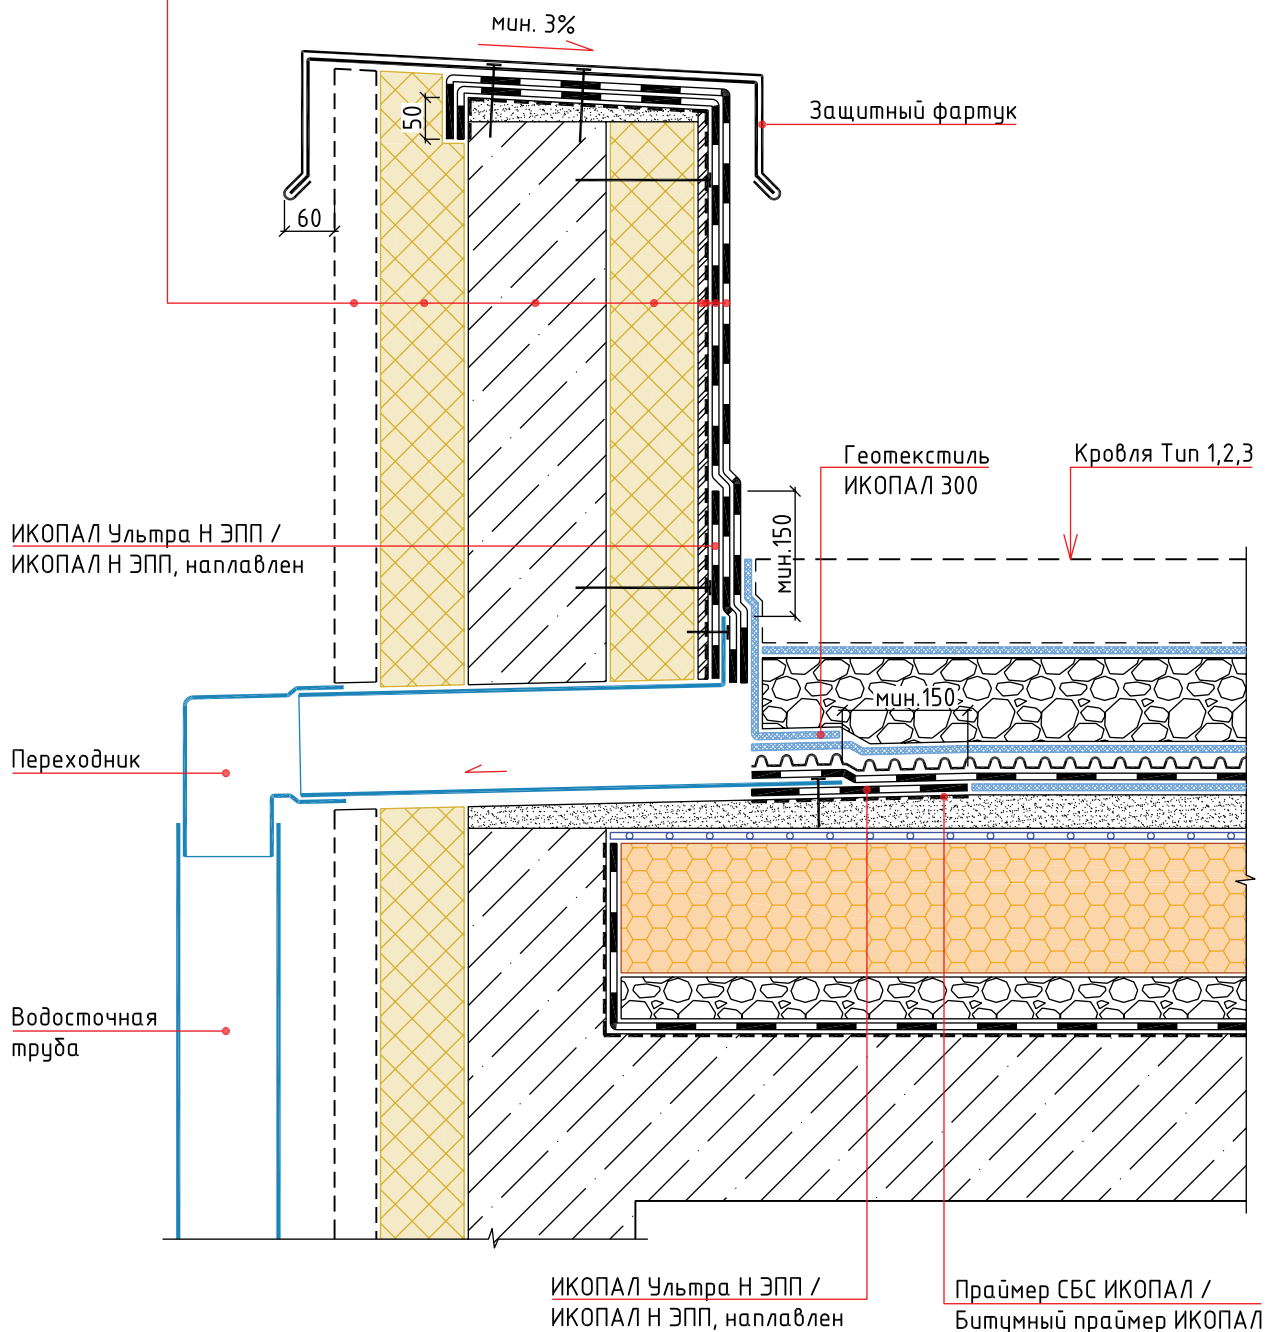 мин. 3%
Защитный фартук
50
60
Геотекстиль
ИКОПАЛ 300
Кровля Тип 1,2,3
ИКОПАЛ Ультра Н ЭПП /
ИКОПАЛ Н ЭПП, наплавлен
мин.150
мин.150
Переходник
Водосточная
труба
ИКОПАЛ Ультра Н ЭПП /
ИКОПАЛ Н ЭПП, наплавлен
Праймер СБС ИКОПАЛ /
Битумный праймер ИКОПАЛ